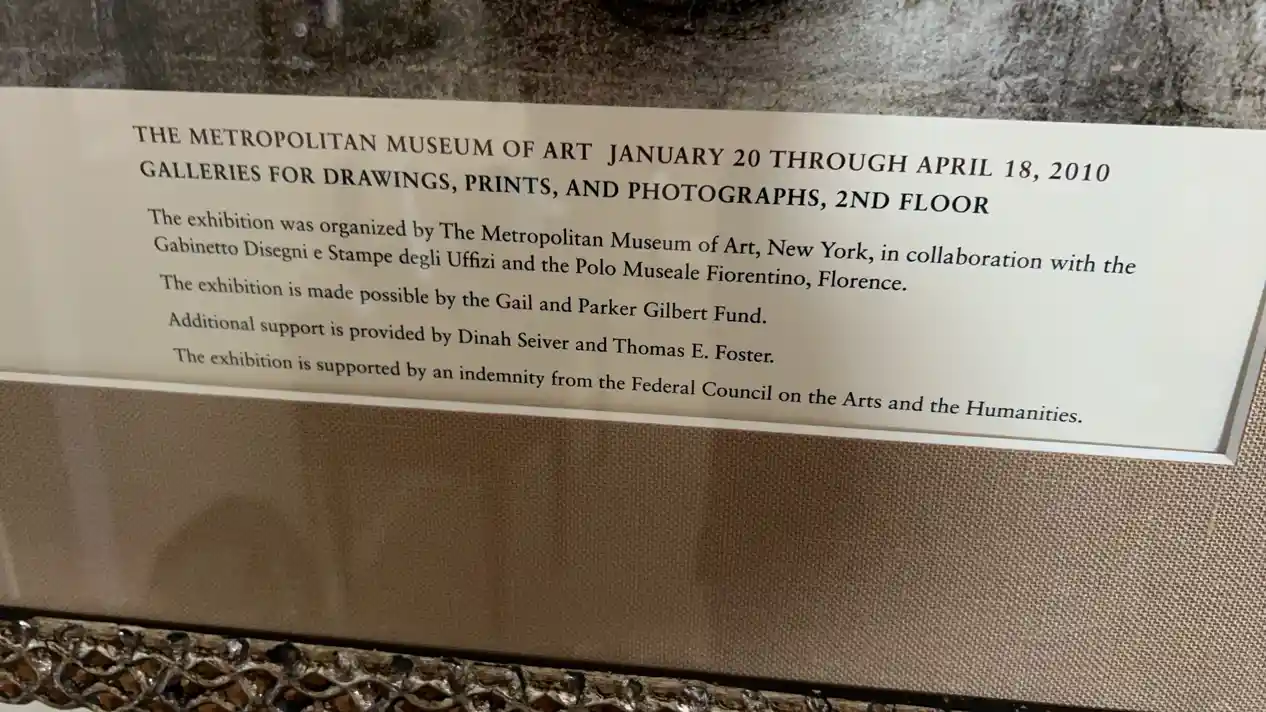 THE METROPOLITAN MUSEUM OF ART JANUARY 20 THROUGH APRIL 18, 2010
GALLERIES FOR DRAWINGS, PRINTS, AND PHOTOGRAPHS, 2ND FLOOR
The exhibition was organized by The Metropolitan Museum of Art, New York, in collaboration with the
Gabinetto Disegni e Stampe degli Uffizi and the Polo Museale Fiorentino, Florence.
The exhibition is made possible by the Gail and Parker Gilbert Fund.
Additional support is provided by Dinah Seiver and Thomas E. Foster.
The exhibition is supported by an indemnity from the Federal Council on the Arts and the Humanities.